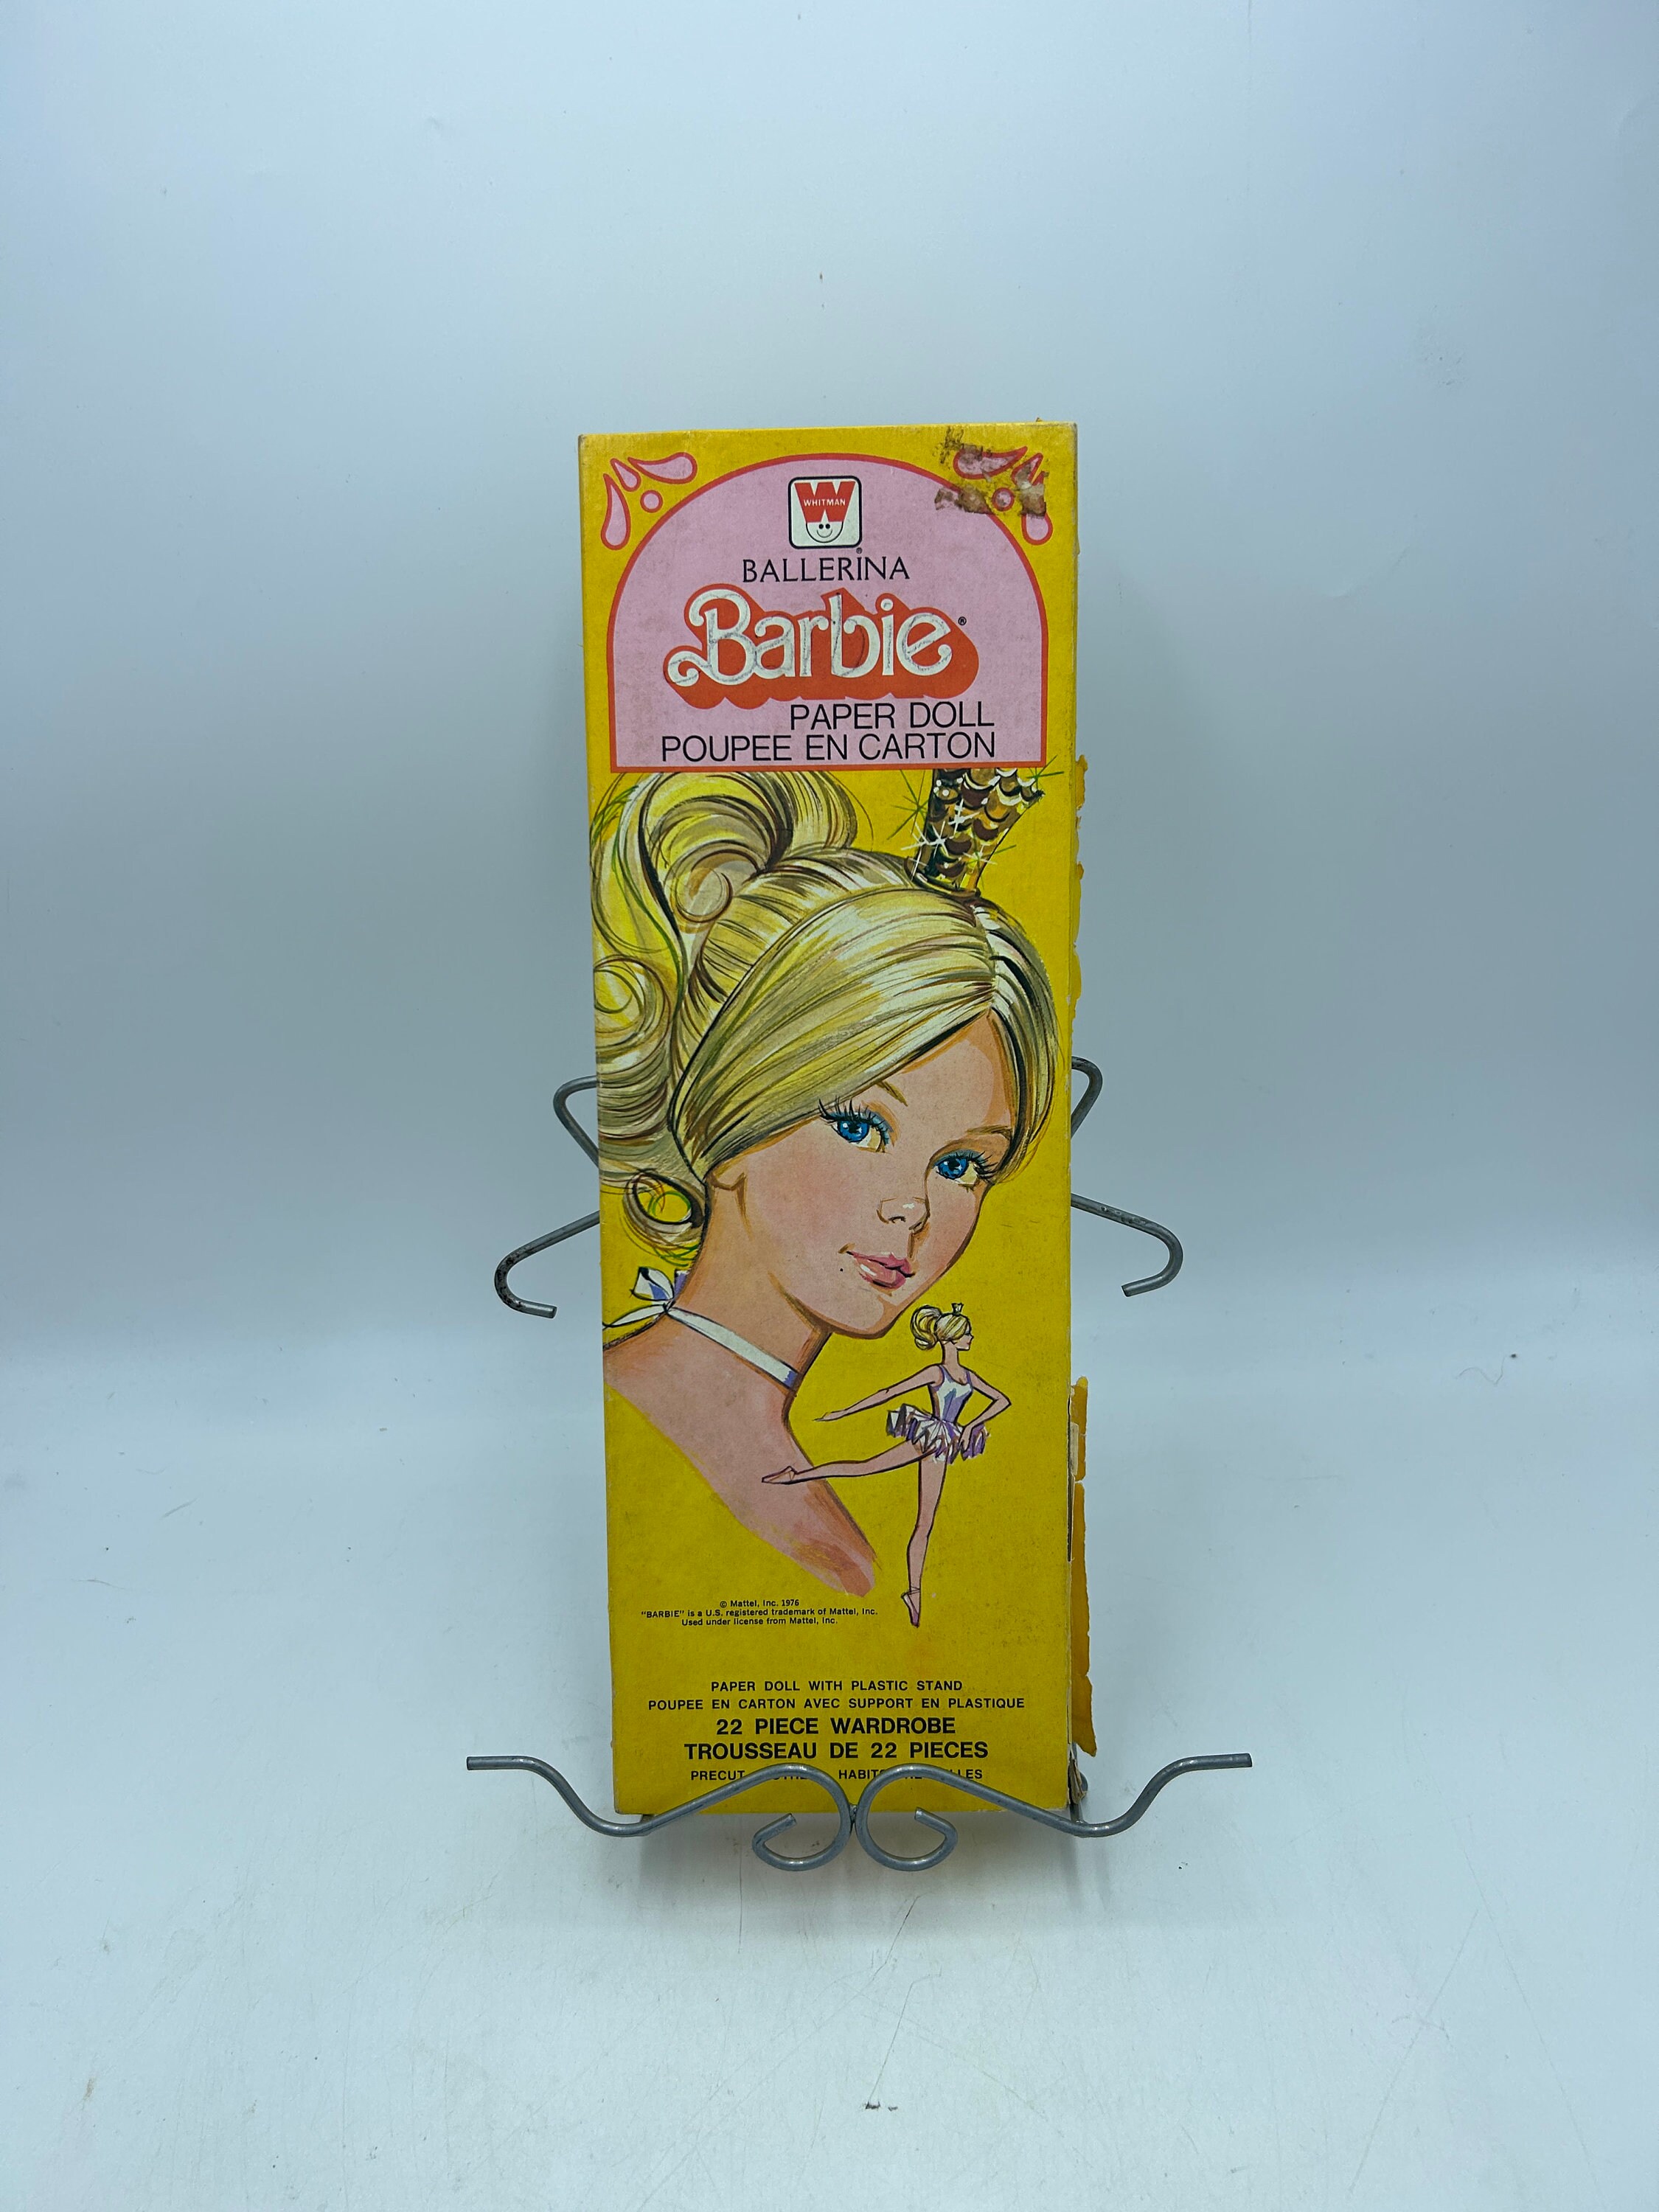 WHITMAN
®
BALLERINA
Barbie®
PAPER DOLL
POUPEE EN CARTON
© Mattel, Inc. 1976
"BARBIE" is a U.S. registered trademark of Mattel, Inc.
Used under license from Mattel, Inc.
PAPER DOLL WITH PLASTIC STAND
POUPEE EN CARTON AVEC SUPPORT EN PLASTIQUE
22 PIECE WARDROBE
TROUSSEAU DE 22 PIECES
PRECUT